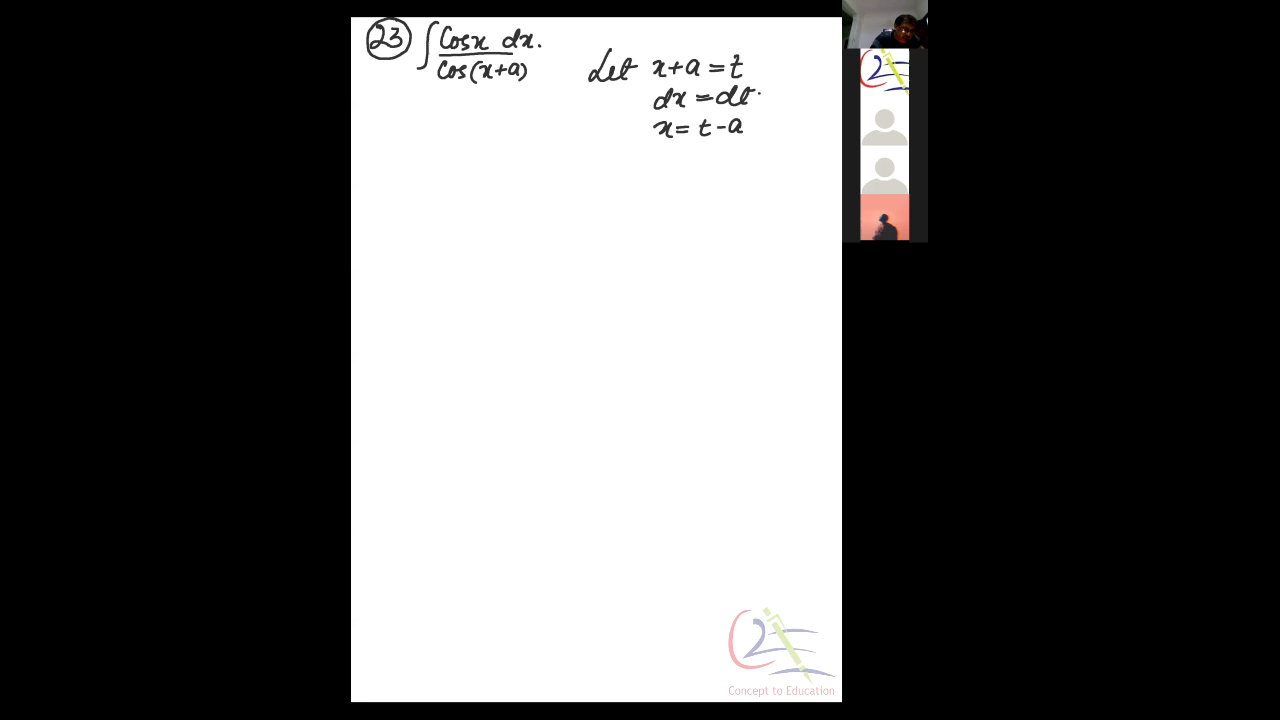 23 ∫ Cosx dx.
Cos(x+a)
Let x+a = t
dx = dt.
x = t-a
Concept to Education